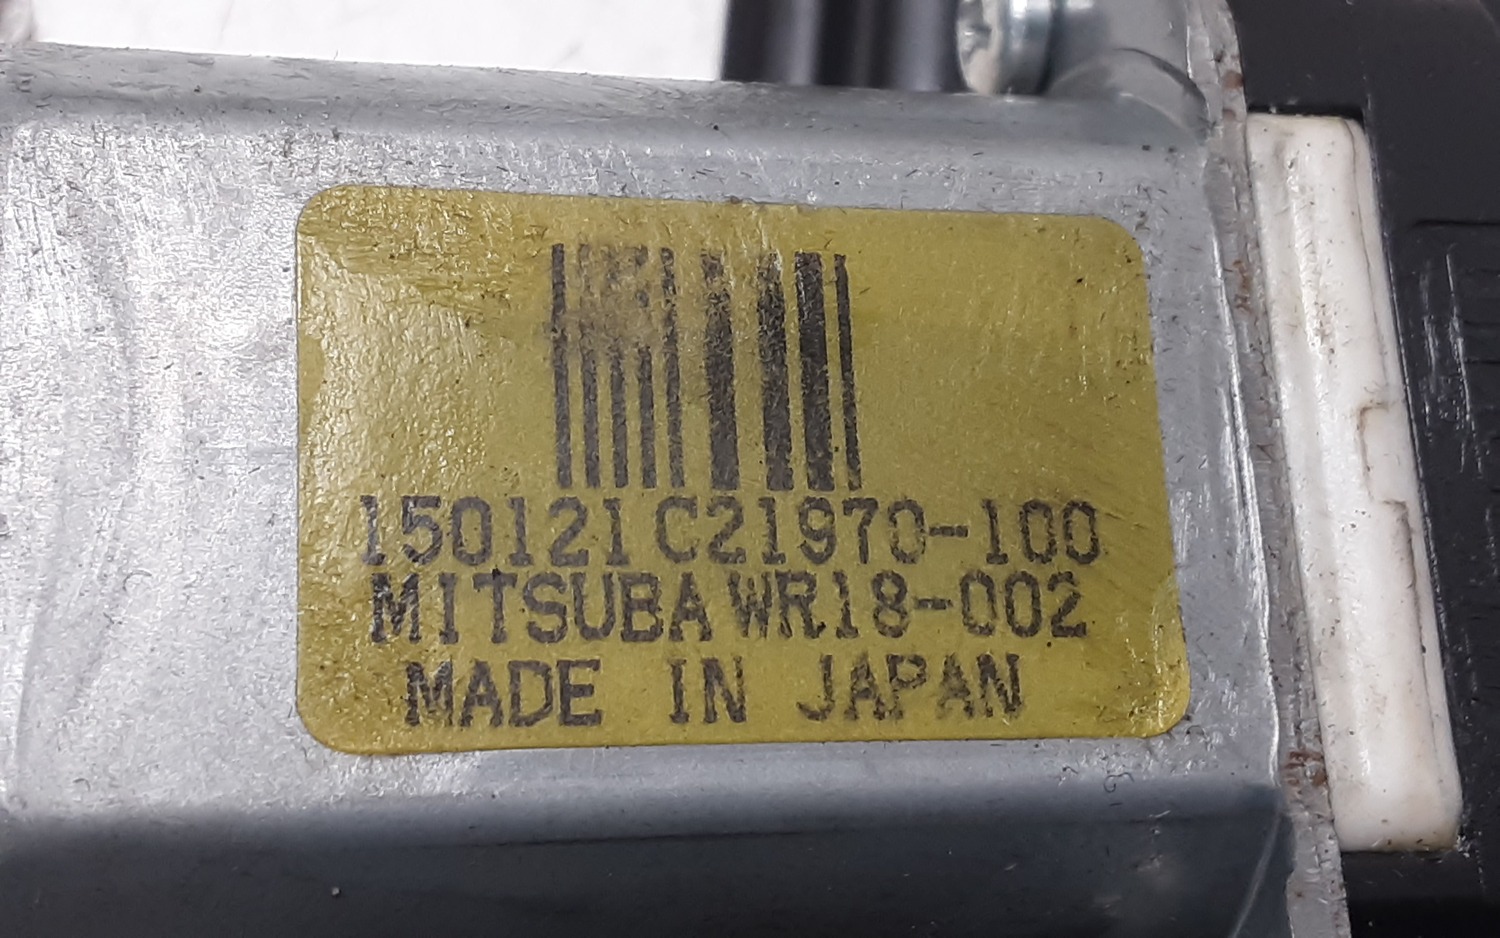 150121 C21970-100
MITSUBA WR18-002
MADE IN JAPAN